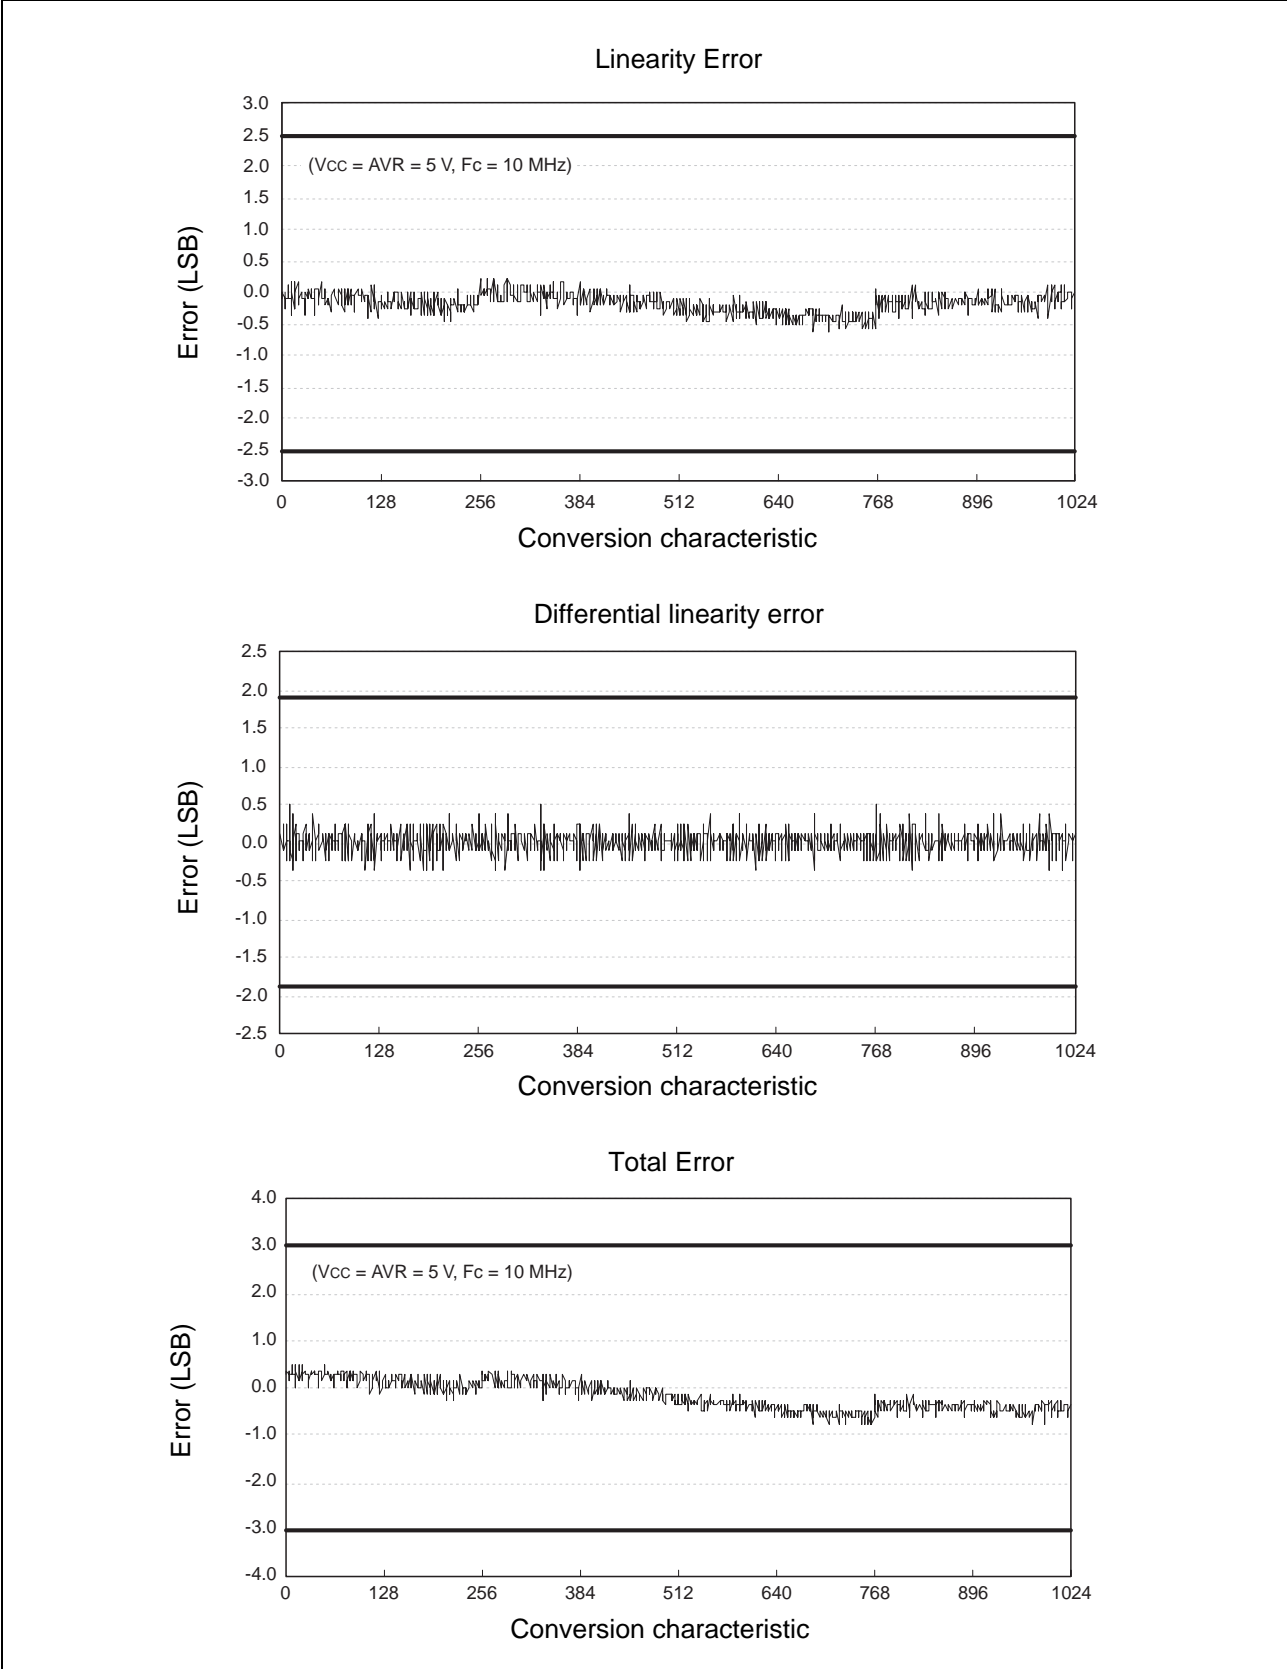 Linearity Error
3.0
2.5
2.0
1.5
1.0
0.5
0.0
-0.5
-1.0
-1.5
-2.0
-2.5
-3.0
Error (LSB)
(VCC = AVR = 5 V, Fc = 10 MHz)
0 128 256 384 512 640 768 896 1024
Conversion characteristic
Differential linearity error
2.5
2.0
1.5
1.0
0.5
0.0
-0.5
-1.0
-1.5
-2.0
-2.5
Error (LSB)
0 128 256 384 512 640 768 896 1024
Conversion characteristic
Total Error
4.0
3.0
2.0
1.0
0.0
-1.0
-2.0
-3.0
-4.0
Error (LSB)
(VCC = AVR = 5 V, Fc = 10 MHz)
0 128 256 384 512 640 768 896 1024
Conversion characteristic